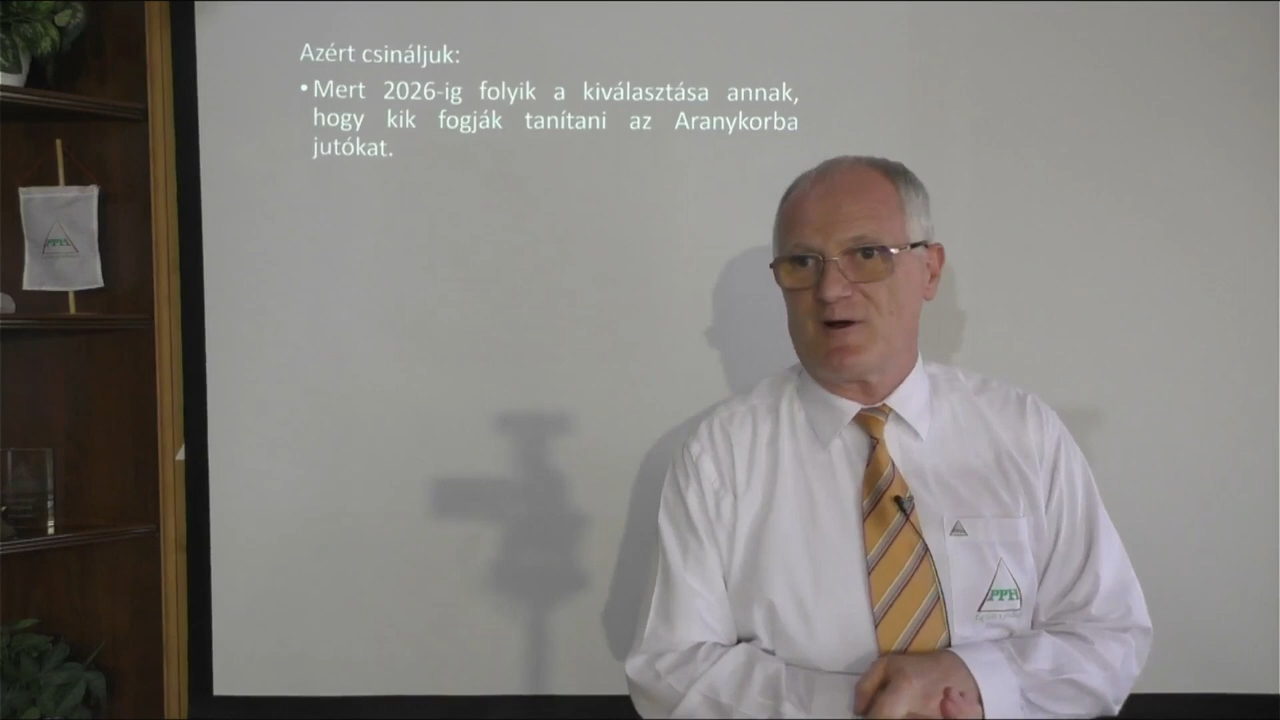 Azért csináljuk:
• Mert 2026-ig folyik a kiválasztása annak,
hogy kik fogják tanítani az Aranykorba
jutókat.
PPH
PPH